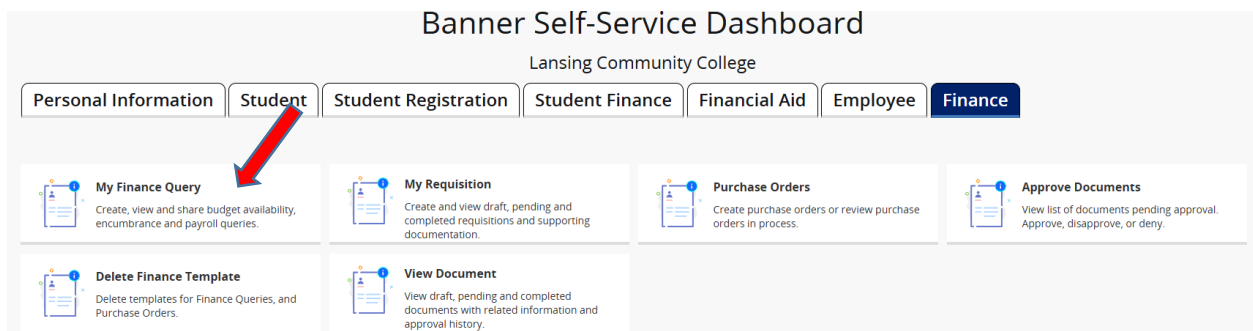 Banner Self-Service Dashboard
Lansing Community College
Personal Information Student Student Registration Student Finance Financial Aid Employee Finance
My Finance Query
Create, view and share budget availability,
encumbrance and payroll queries.
My Requisition
Create and view draft, pending and
completed requisitions and supporting
documentation.
Purchase Orders
Create purchase orders or review purchase
orders in process.
Approve Documents
View list of documents pending approval.
Approve, disapprove, or deny.
Delete Finance Template
Delete templates for Finance Queries, and
Purchase Orders.
View Document
View draft, pending and completed
documents with related information and
approval history.